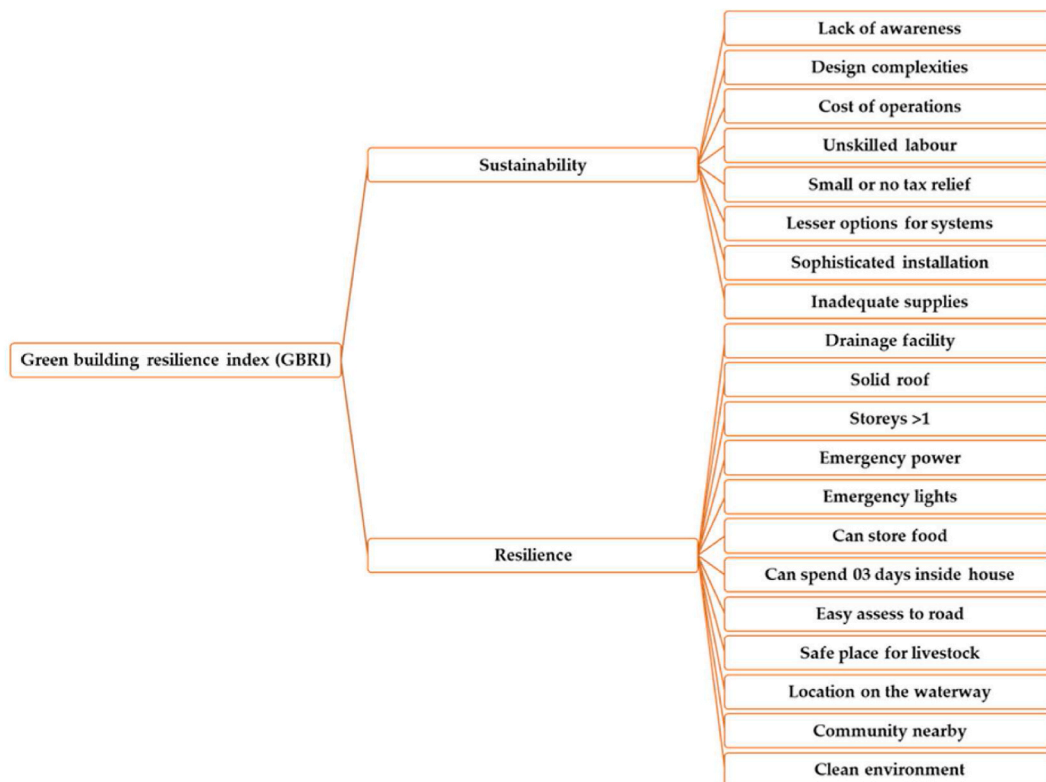 Lack of awareness
Design complexities
Cost of operations
Unskilled labour
Sustainability
Small or no tax relief
Lesser options for systems
Sophisticated installation
Inadequate supplies
Green building resilience index (GBRI)
Drainage facility
Solid roof
Storeys >1
Emergency power
Emergency lights
Can store food
Resilience
Can spend 03 days inside house
Easy assess to road
Safe place for livestock
Location on the waterway
Community nearby
Clean environment